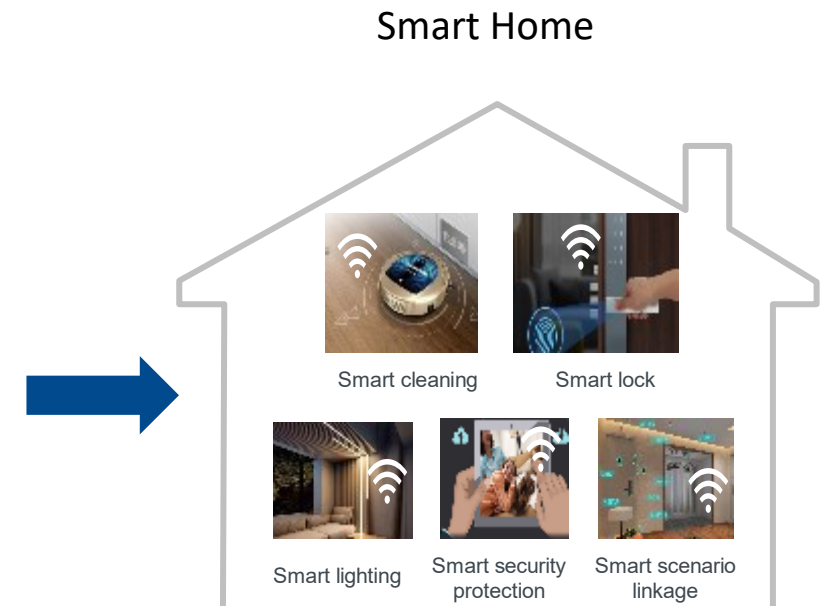 Smart Home
Smart cleaning
Smart lock
Smart lighting
Smart security
protection
Smart scenario
linkage